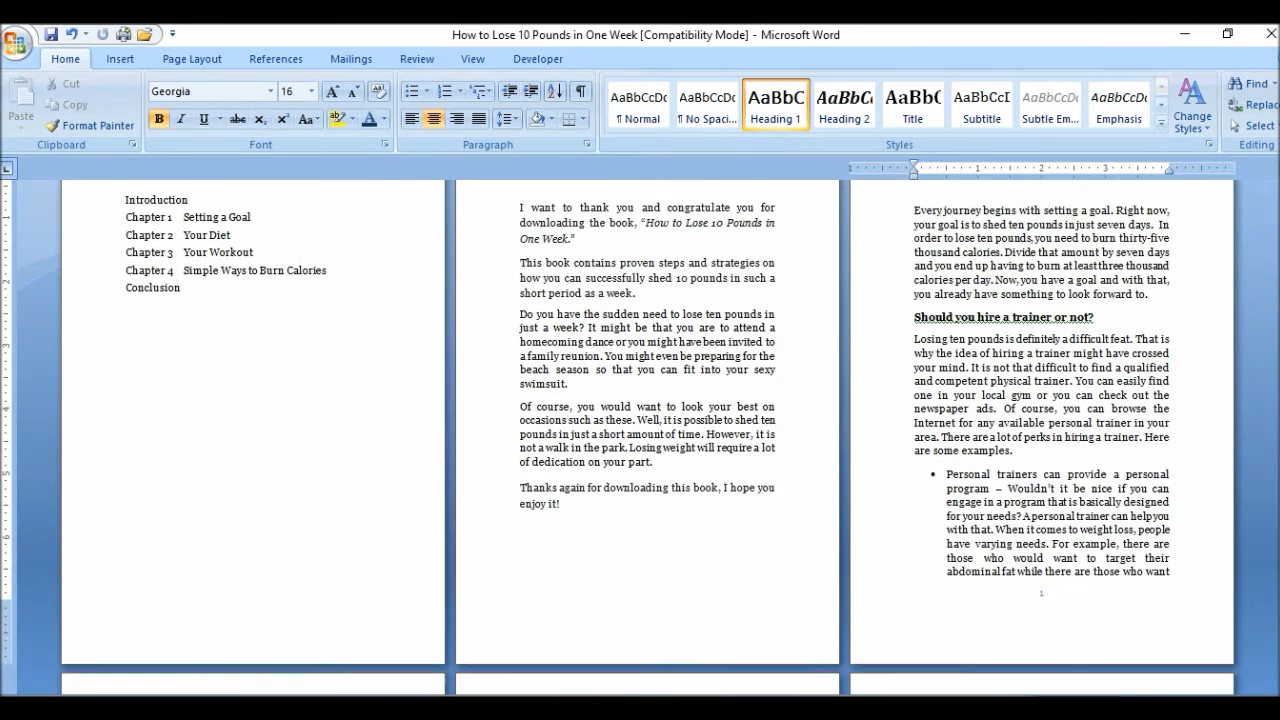 How to Lose 10 Pounds in One Week [Compatibility Mode] - Microsoft Word
Home Insert Page Layout References Mailings Review View Developer
Cut
Copy
Paste
Format Painter
Clipboard
Georgia 16
B I U abc x₂ x² Aa
Font
Paragraph
AaBbCcDc AaBbCcDc AaBbC AaBbC AaBb( AaBbCcI AaBbCcDc AaBbCcDc
¶ Normal ¶ No Spaci... Heading 1 Heading 2 Title Subtitle Subtle Em... Emphasis
Change
Styles
Styles
Find
Replac
Select
Editing
Introduction
Chapter 1 Setting a Goal
Chapter 2 Your Diet
Chapter 3 Your Workout
Chapter 4 Simple Ways to Burn Calories
Conclusion
I want to thank you and congratulate you for
downloading the book, “How to Lose 10 Pounds in
One Week.”
This book contains proven steps and strategies on
how you can successfully shed 10 pounds in such a
short period as a week.
Do you have the sudden need to lose ten pounds in
just a week? It might be that you are to attend a
homecoming dance or you might have been invited to
a family reunion. You might even be preparing for the
beach season so that you can fit into your sexy
swimsuit.
Of course, you would want to look your best on
occasions such as these. Well, it is possible to shed ten
pounds in just a short amount of time. However, it is
not a walk in the park. Losing weight will require a lot
of dedication on your part.
Thanks again for downloading this book, I hope you
enjoy it!
Every journey begins with setting a goal. Right now,
your goal is to shed ten pounds in just seven days. In
order to lose ten pounds, you need to burn thirty-five
thousand calories. Divide that amount by seven days
and you end up having to burn at least three thousand
calories per day. Now, you have a goal and with that,
you already have something to look forward to.
Should you hire a trainer or not?
Losing ten pounds is definitely a difficult feat. That is
why the idea of hiring a trainer might have crossed
your mind. It is not that difficult to find a qualified
and competent physical trainer. You can easily find
one in your local gym or you can check out the
newspaper ads. Of course, you can browse the
Internet for any available personal trainer in your
area. There are a lot of perks in hiring a trainer. Here
are some examples.
• Personal trainers can provide a personal
program – Wouldn’t it be nice if you can
engage in a program that is basically designed
for your needs? A personal trainer can help you
with that. When it comes to weight loss, people
have varying needs. For example, there are
those who would want to target their
abdominal fat while there are those who want
1